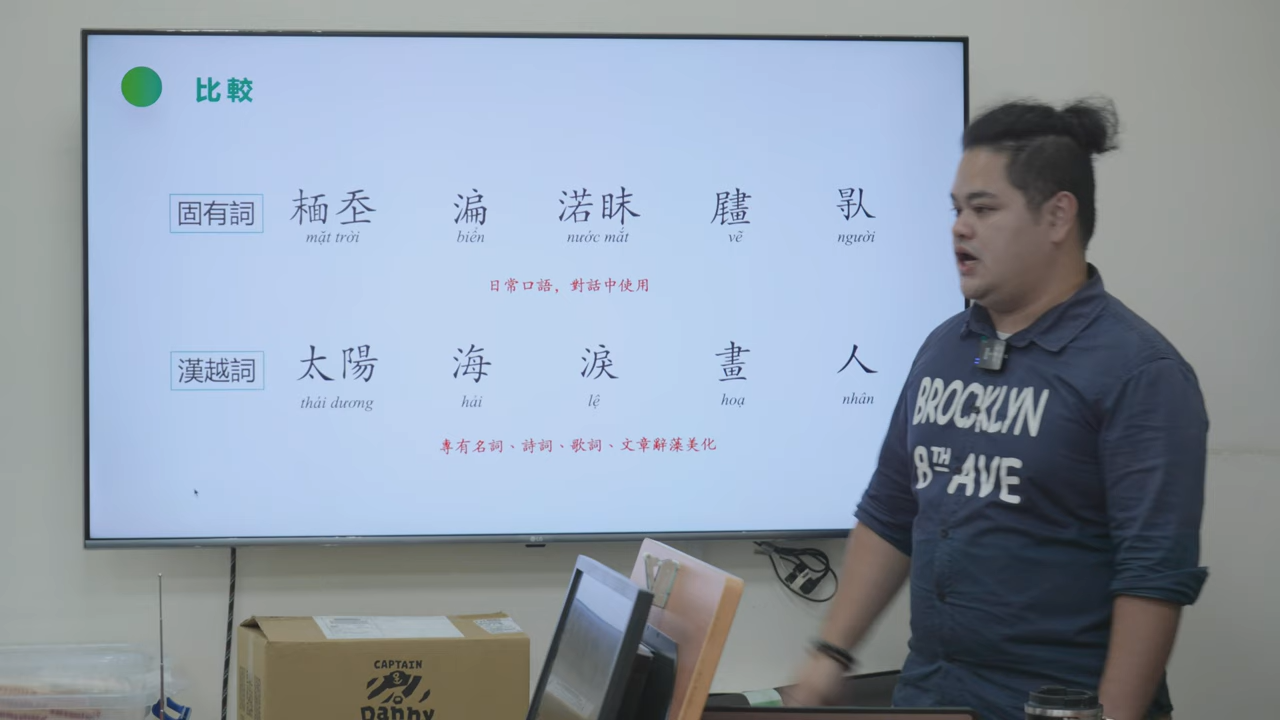 比較
固有詞
mặt trời
biển
渃眜
nước mắt
vẽ
người
日常口語，對話中使用
漢越詞
太陽 海 淚 畫 人
thái dương hải lệ hoạ nhân
專有名詞、詩詞、歌詞、文章辭藻美化
BROCKLYN
8TH AVE
CAPTAIN
Danny